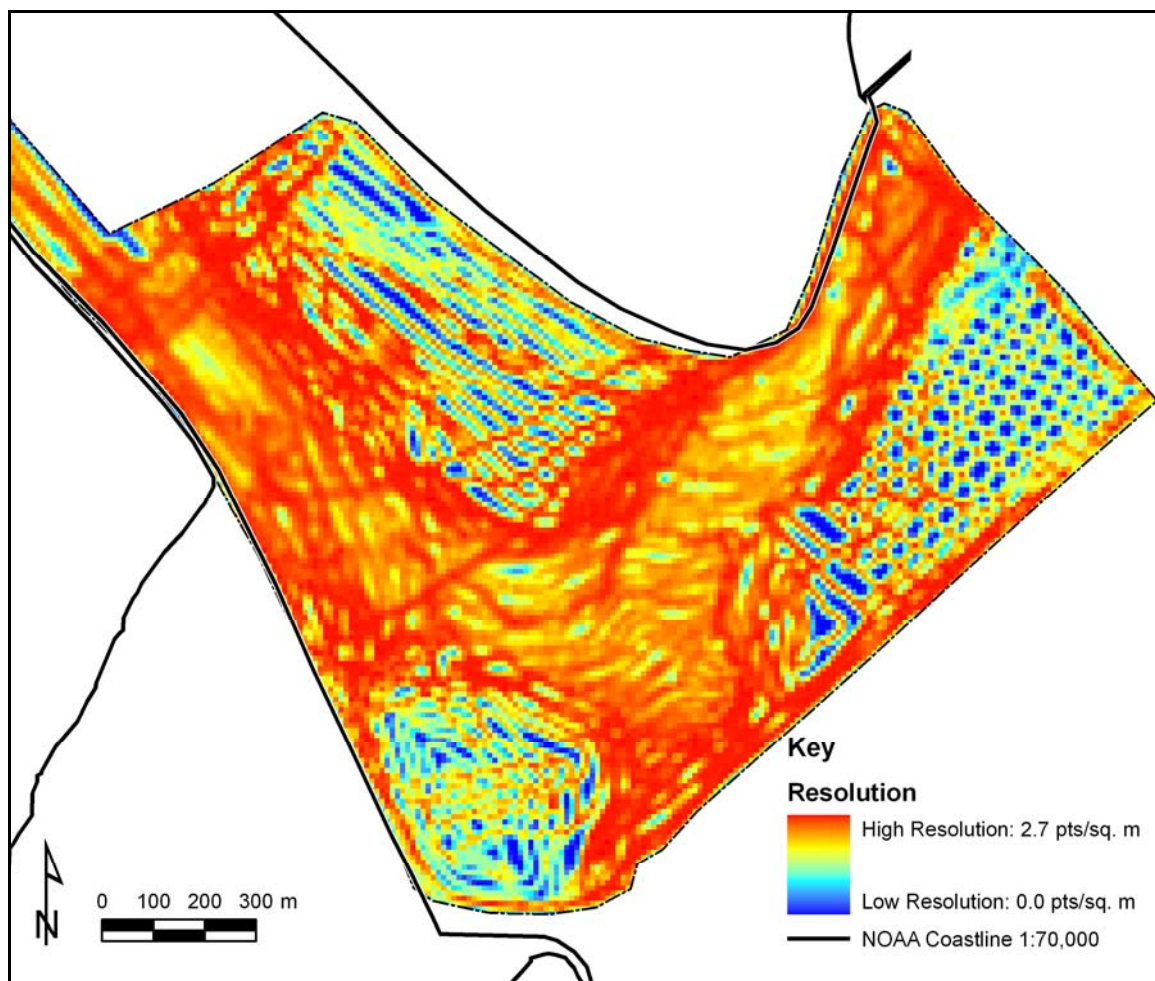 Key
Resolution
High Resolution: 2.7 pts/sq. m
Low Resolution: 0.0 pts/sq. m
NOAA Coastline 1:70,000
N
0 100 200 300 m